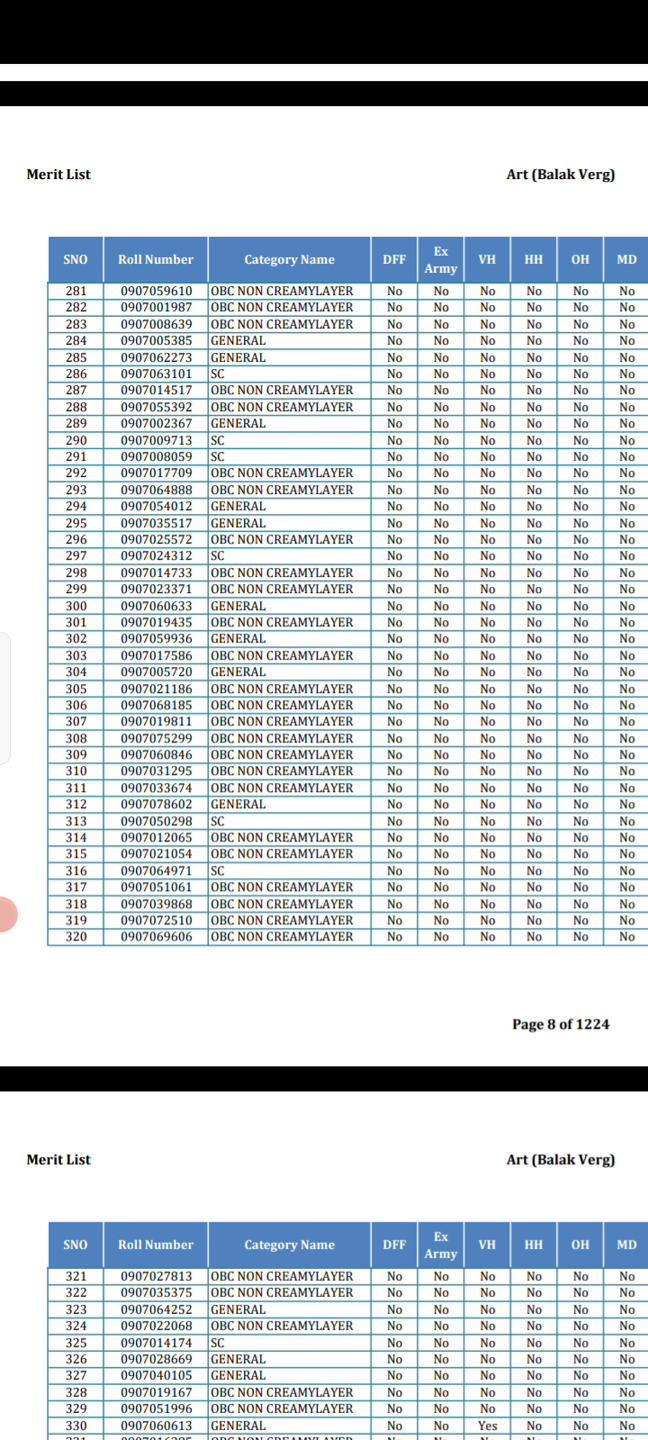 Merit List Art (Balak Verg)
SNO Roll Number Category Name DFF Ex Army VH HH OH MD
281 0907059610 OBC NON CREAMYLAYER No No No No No No
282 0907001987 OBC NON CREAMYLAYER No No No No No No
283 0907008639 OBC NON CREAMYLAYER No No No No No No
284 0907005385 GENERAL No No No No No No
285 0907062273 GENERAL No No No No No No
286 0907063101 SC No No No No No No
287 0907014517 OBC NON CREAMYLAYER No No No No No No
288 0907055392 OBC NON CREAMYLAYER No No No No No No
289 0907002367 GENERAL No No No No No No
290 0907009713 SC No No No No No No
291 0907008059 SC No No No No No No
292 0907017709 OBC NON CREAMYLAYER No No No No No No
293 0907064888 OBC NON CREAMYLAYER No No No No No No
294 0907054012 GENERAL No No No No No No
295 0907035517 GENERAL No No No No No No
296 0907025572 OBC NON CREAMYLAYER No No No No No No
297 0907024312 SC No No No No No No
298 0907014733 OBC NON CREAMYLAYER No No No No No No
299 0907023371 OBC NON CREAMYLAYER No No No No No No
300 0907060633 GENERAL No No No No No No
301 0907019435 OBC NON CREAMYLAYER No No No No No No
302 0907059936 GENERAL No No No No No No
303 0907017586 OBC NON CREAMYLAYER No No No No No No
304 0907005720 GENERAL No No No No No No
305 0907021186 OBC NON CREAMYLAYER No No No No No No
306 0907068185 OBC NON CREAMYLAYER No No No No No No
307 0907019811 OBC NON CREAMYLAYER No No No No No No
308 0907075299 OBC NON CREAMYLAYER No No No No No No
309 0907060846 OBC NON CREAMYLAYER No No No No No No
310 0907031295 OBC NON CREAMYLAYER No No No No No No
311 0907033674 OBC NON CREAMYLAYER No No No No No No
312 0907078602 GENERAL No No No No No No
313 0907050298 SC No No No No No No
314 0907012065 OBC NON CREAMYLAYER No No No No No No
315 0907021054 OBC NON CREAMYLAYER No No No No No No
316 0907064971 SC No No No No No No
317 0907051061 OBC NON CREAMYLAYER No No No No No No
318 0907039868 OBC NON CREAMYLAYER No No No No No No
319 0907072510 OBC NON CREAMYLAYER No No No No No No
320 0907069606 OBC NON CREAMYLAYER No No No No No No
Page 8 of 1224
Merit List Art (Balak Verg)
SNO Roll Number Category Name DFF Ex Army VH HH OH MD
321 0907027813 OBC NON CREAMYLAYER No No No No No No
322 0907035375 OBC NON CREAMYLAYER No No No No No No
323 0907064252 GENERAL No No No No No No
324 0907022068 OBC NON CREAMYLAYER No No No No No No
325 0907014174 SC No No No No No No
326 0907028669 GENERAL No No No No No No
327 0907040105 GENERAL No No No No No No
328 0907019167 OBC NON CREAMYLAYER No No No No No No
329 0907051996 OBC NON CREAMYLAYER No No No No No No
330 0907060613 GENERAL No No Yes No No No